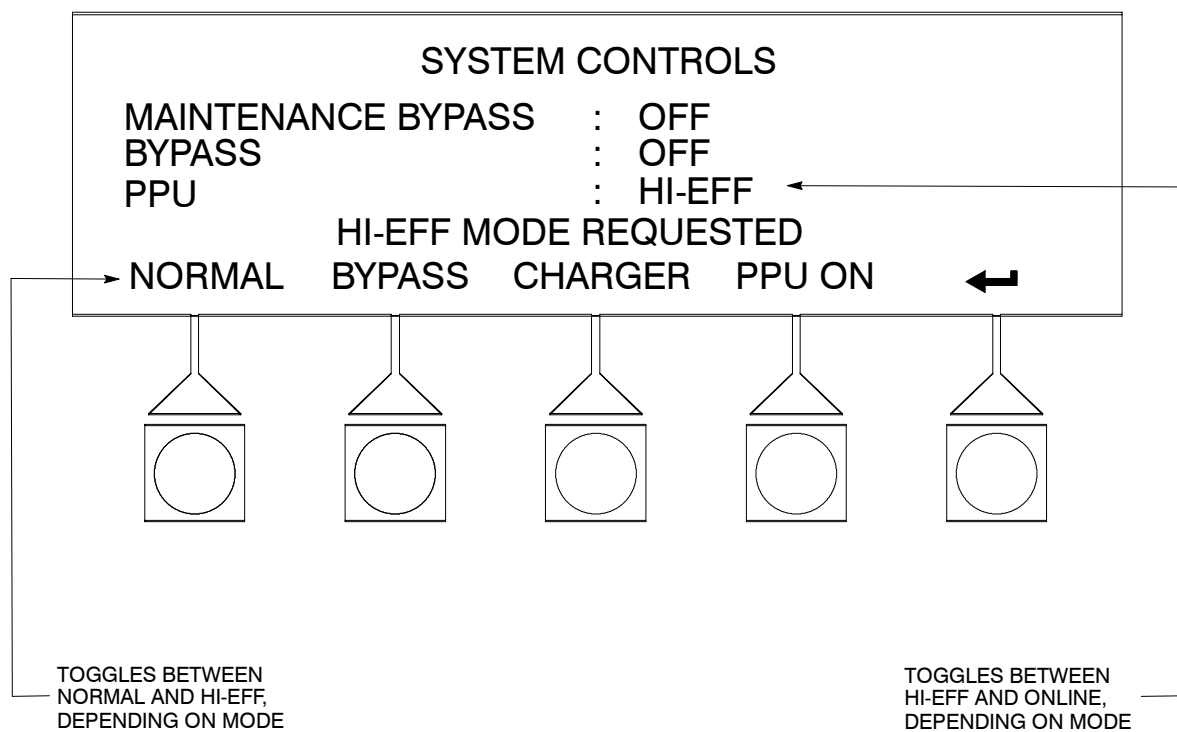 SYSTEM CONTROLS
MAINTENANCE BYPASS : OFF
BYPASS : OFF
PPU : HI-EFF
HI-EFF MODE REQUESTED
NORMAL BYPASS CHARGER PPU ON
TOGGLES BETWEEN
NORMAL AND HI-EFF,
DEPENDING ON MODE
TOGGLES BETWEEN
HI-EFF AND ONLINE,
DEPENDING ON MODE